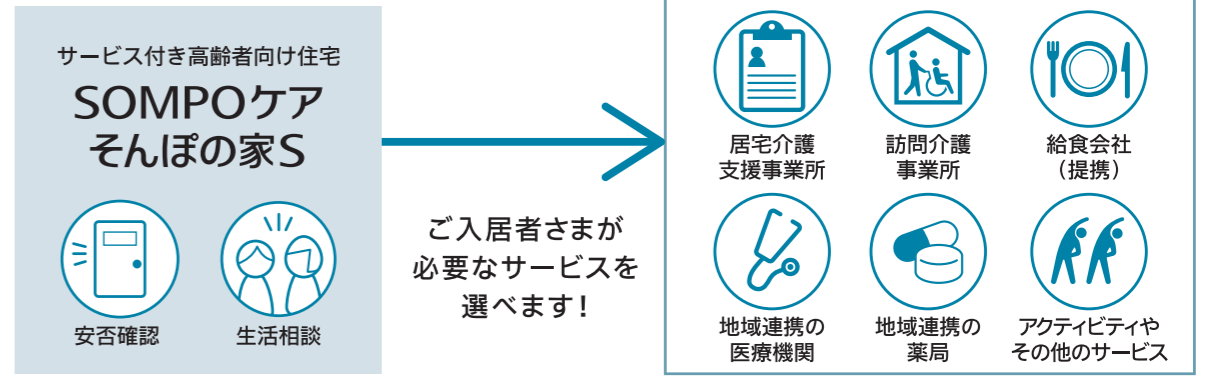 サービス付き高齢者向け住宅
SOMPOケア
そんぽの家S
安否確認
生活相談
ご入居者さまが
必要なサービスを
選べます!
居宅介護
支援事業所
訪問介護
事業所
給食会社
(提携)
地域連携の
医療機関
地域連携の
薬局
アクティビティや
その他のサービス